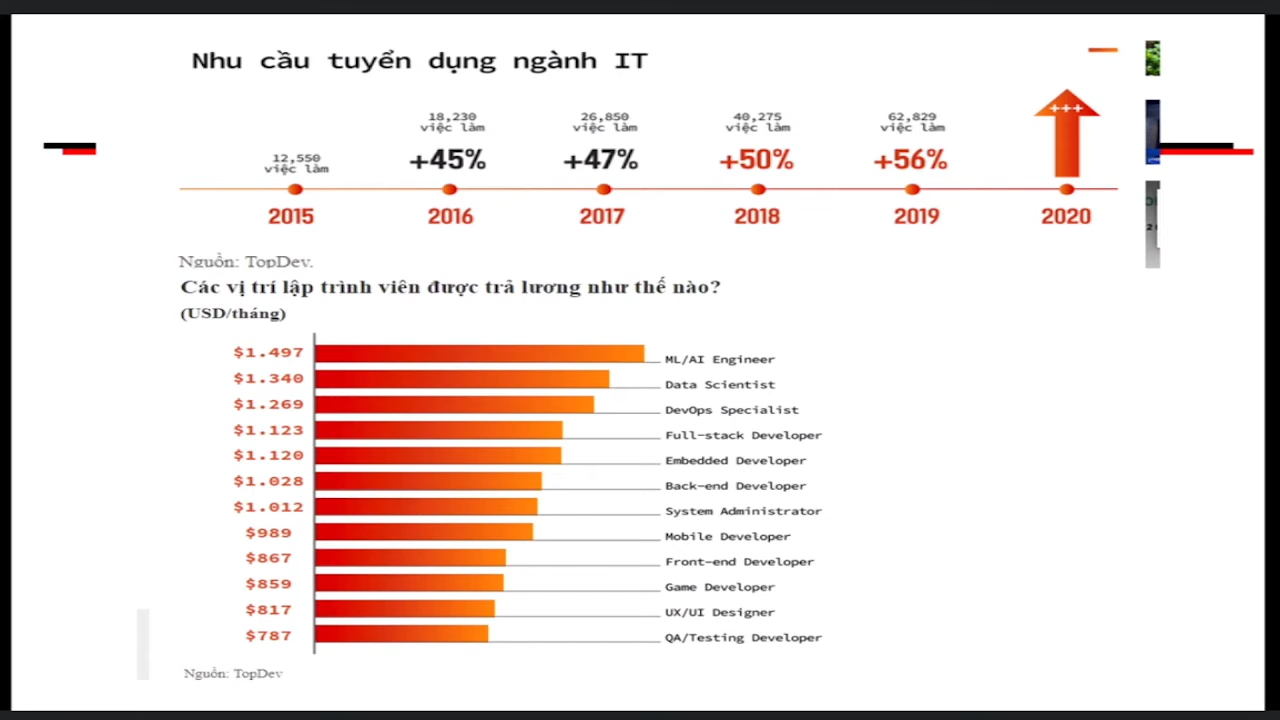 Nhu cầu tuyển dụng ngành IT
+++
12,550
việc làm
18,230
việc làm
+45%
26,850
việc làm
+47%
40,275
việc làm
+50%
62,829
việc làm
+56%
2015 2016 2017 2018 2019 2020
Nguồn: TopDev.
Các vị trí lập trình viên được trả lương như thế nào?
(USD/tháng)
$1.497 ML/AI Engineer
$1.340 Data Scientist
$1.269 DevOps Specialist
$1.123 Full-stack Developer
$1.120 Embedded Developer
$1.028 Back-end Developer
$1.012 System Administrator
$989 Mobile Developer
$867 Front-end Developer
$859 Game Developer
$817 UX/UI Designer
$787 QA/Testing Developer
Nguồn: TopDev